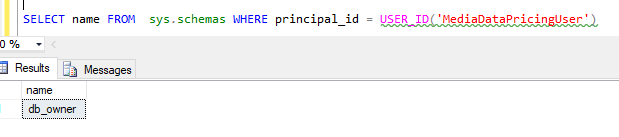 SELECT name FROM  sys.schemas WHERE principal_id = USER_ID('MediaDataPricingUser')
0 %
Results
Messages
name
db_owner